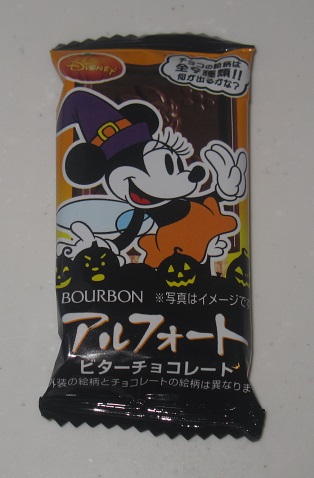 Disney
チョコの絵柄は
全9種類!!
何が出るかな?
BOURBON ※写真はイメージです
アルフォート
ビターチョコレート
外装の絵柄とチョコレートの絵柄は異なりま